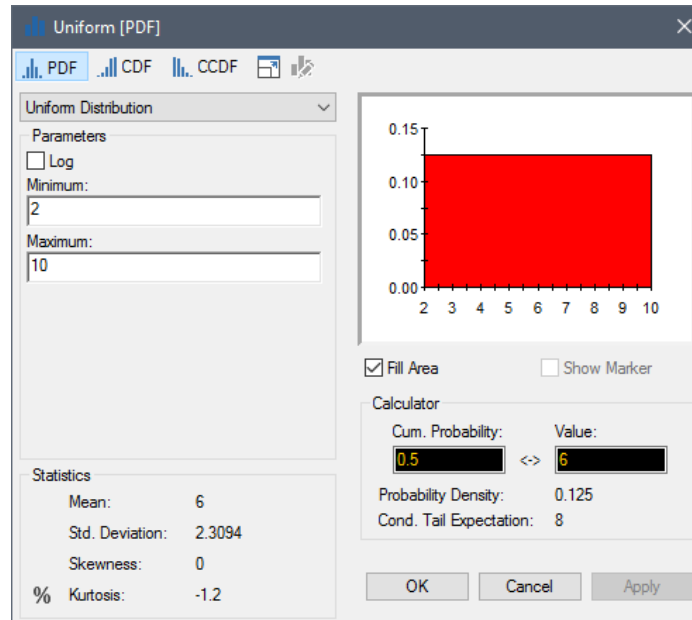 Uniform [PDF]
PDF CDF CCDF
Uniform Distribution
Parameters
Log
Minimum:
2
Maximum:
10
Statistics
Mean: 6
Std. Deviation: 2.3094
Skewness: 0
% Kurtosis: -1.2
0.15
0.10
0.05
0.00
2 3 4 5 6 7 8 9 10
Fill Area Show Marker
Calculator
Cum. Probability: Value:
0.5 <-> 6
Probability Density: 0.125
Cond. Tail Expectation: 8
OK Cancel Apply